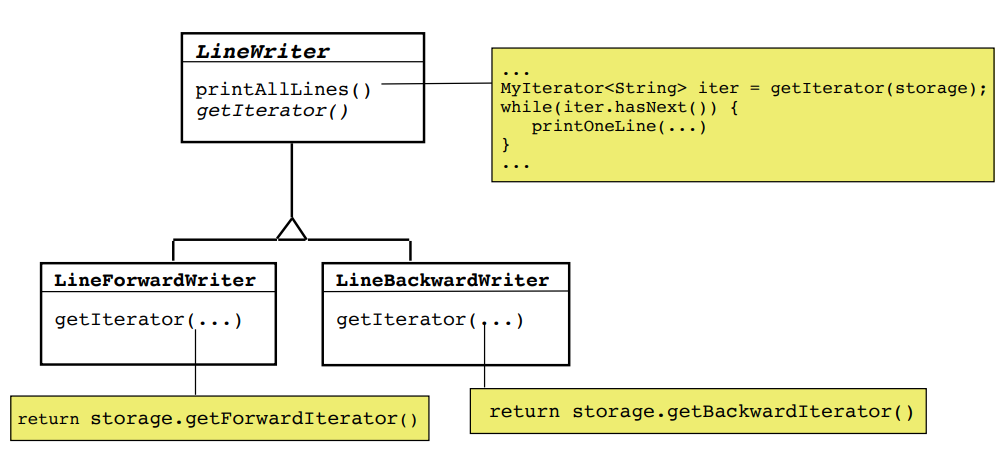 LineWriter
printAllLines()
getIterator()
...
MyIterator<String> iter = getIterator(storage);
while(iter.hasNext()) {
   printOneLine(...)
}
...
LineForwardWriter
getIterator(...)
LineBackwardWriter
getIterator(...)
return storage.getForwardIterator()
return storage.getBackwardIterator()